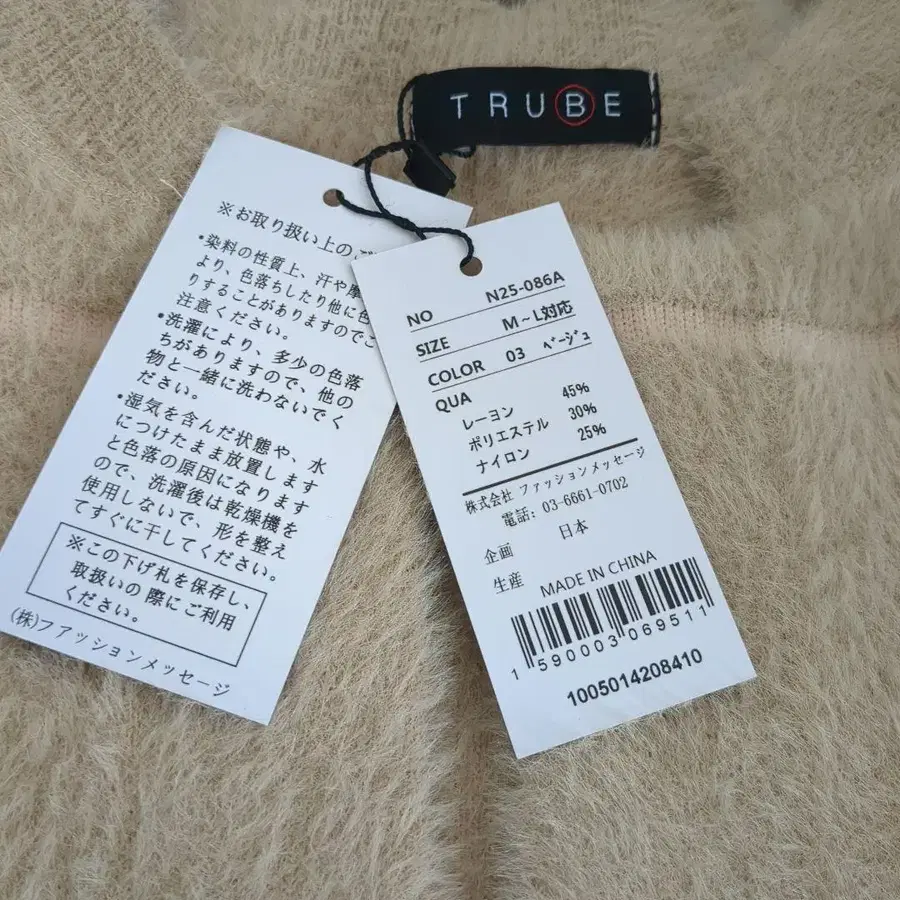 TRUBE
※お取り扱い上の
・染料の性質上、汗や摩
より、色落ちしたり他に色
りすることがありますのでご
注意ください。
・洗濯により、多少の色落
ちがありますので、他の
物と一緒に洗わないでく
ださい。
・湿気を含んだ状態や、水
につけたまま放置します
と色落の原因になります
ので、洗濯後は乾燥機を
使用しないで、形を整え
てすぐに干してください。
※この下げ札を保存し、
取扱いの際にご利用
ください。
(株)ファッションメッセージ
NO N25-086A
SIZE M~L対応
COLOR 03 ベージュ
QUA
レーヨン 45%
ポリエステル 30%
ナイロン 25%
株式会社 ファッションメッセージ
電話: 03-6661-0702
企画 日本
生産
MADE IN CHINA
1 590003 069511
1005014208410